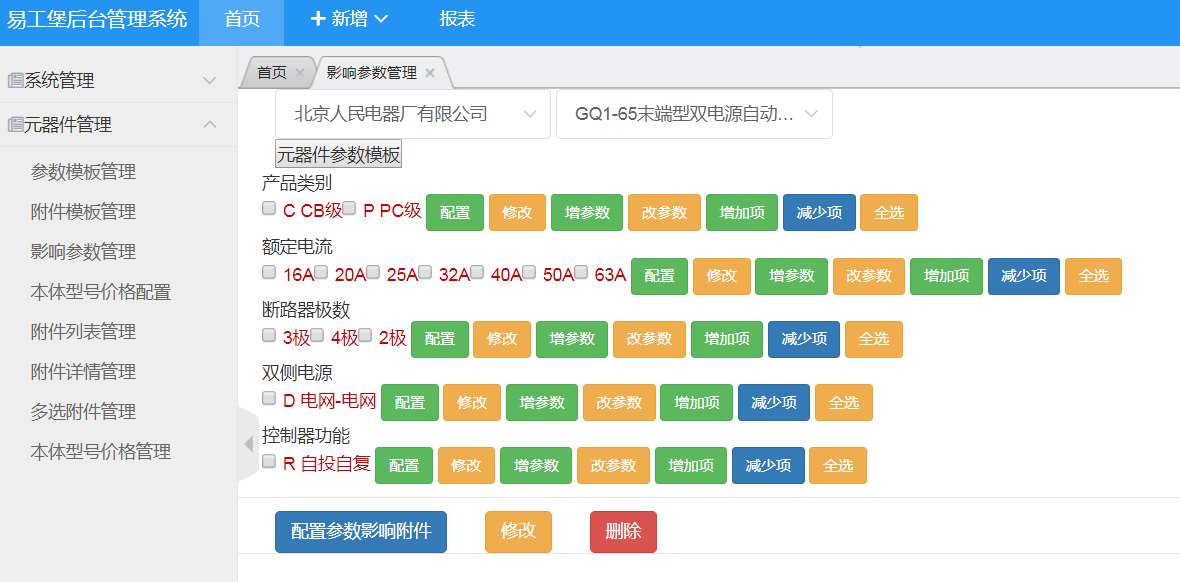 易工堡后台管理系统 首页 新增 报表
系统管理
元器件管理
参数模板管理
附件模板管理
影响参数管理
本体型号价格配置
附件列表管理
附件详情管理
多选附件管理
本体型号价格管理
首页 影响参数管理
北京人民电器厂有限公司 GQ1-65末端型双电源自动...
元器件参数模板
产品类别
C CB级 P PC级 配置 修改 增参数 改参数 增加项 减少项 全选
额定电流
16A 20A 25A 32A 40A 50A 63A 配置 修改 增参数 改参数 增加项 减少项 全选
断路器极数
3极 4极 2极 配置 修改 增参数 改参数 增加项 减少项 全选
双侧电源
D 电网-电网 配置 修改 增参数 改参数 增加项 减少项 全选
控制器功能
R 自投自复 配置 修改 增参数 改参数 增加项 减少项 全选
配置参数影响附件 修改 删除